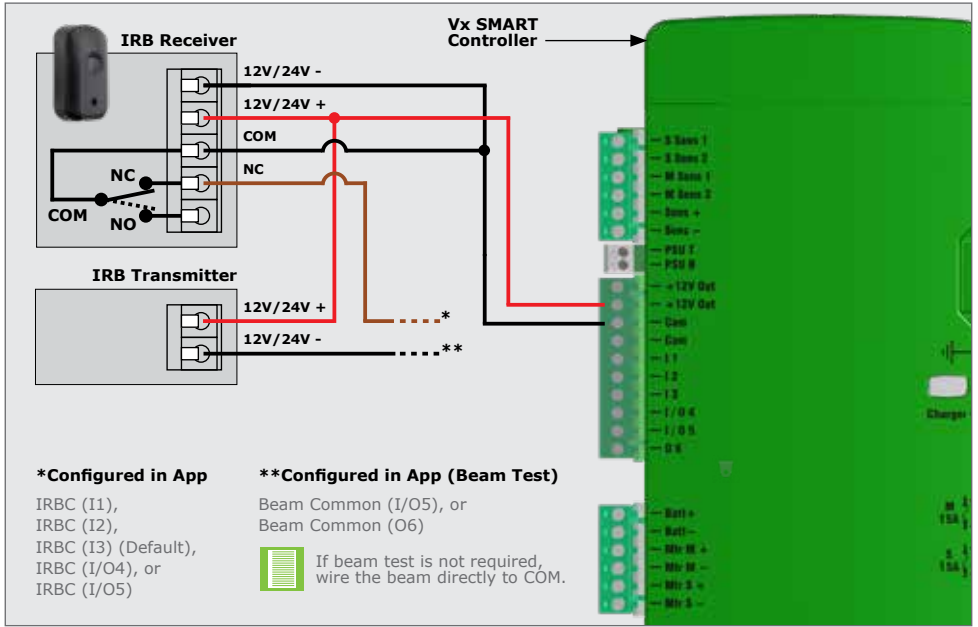 IRB Receiver
Vx SMART
Controller
12V/24V -
12V/24V +
COM
NC
NC
COM
NO
IRB Transmitter
12V/24V +
12V/24V -
*
**
S Sens 1
S Sens 2
M Sens 1
M Sens 2
Sens +
Sens -
PSU T
PSU R
+12V Out
+12V Out
Com
Com
I 1
I 2
I 3
I/O 4
I/O 5
O 6
Charger
Batt+
Batt-
Mtr M +
Mtr M -
Mtr S +
Mtr S -
M
15A
S
15A
*Configured in App
IRBC (I1),
IRBC (I2),
IRBC (I3) (Default),
IRBC (I/O4), or
IRBC (I/O5)
**Configured in App (Beam Test)
Beam Common (I/O5), or
Beam Common (O6)
If beam test is not required,
wire the beam directly to COM.